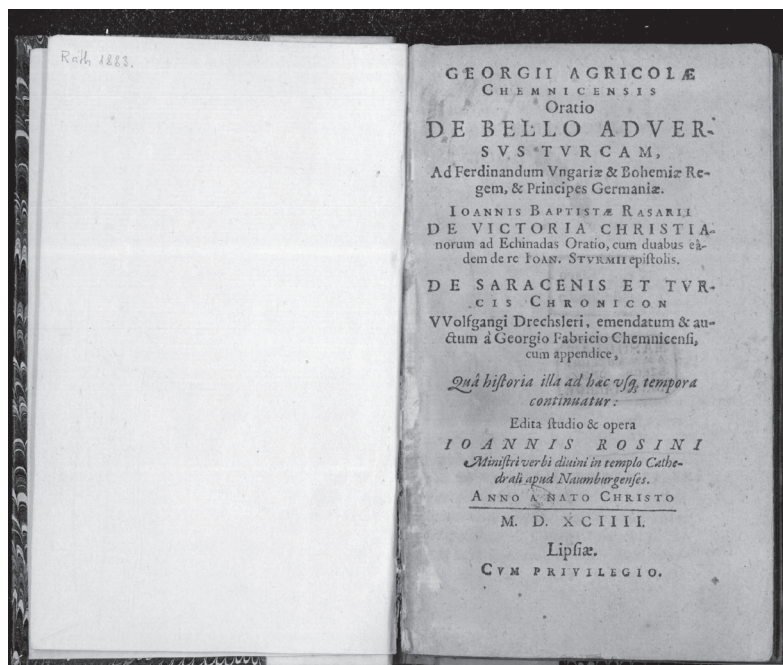 Rath 1883.
GEORGII AGRICOLÆ
CHEMNICENSIS
Oratio
DE BELLO ADVER-
SVS TVRCAM,
Ad Ferdinandum Vngariæ & Bohemiæ Re-
gem, & Principes Germaniæ.
IOANNIS BAPTISTÆ RASARII
DE VICTORIA CHRISTIA-
norum ad Echinadas Oratio, cum duabus eâ-
dem de re IOAN. STVRMII epiſtolis.
DE SARACENIS ET TVR-
CIS CHRONICON
VVolfgangi Drechsleri, emendatum & au-
ctum à Georgio Fabricio Chemnicenſi,
cum appendice,
Quâ hiſtoria illa ad hæc vſq, tempora
continuatur:
Edita ſtudio & opera
IOANNIS ROSINI
Miniſtri verbi diuini in templo Cathe-
drali apud Naumburgenſes.
ANNO A NATO CHRISTO
M. D. XCIIII.
Lipſiæ.
CVM PRIVILEGIO.